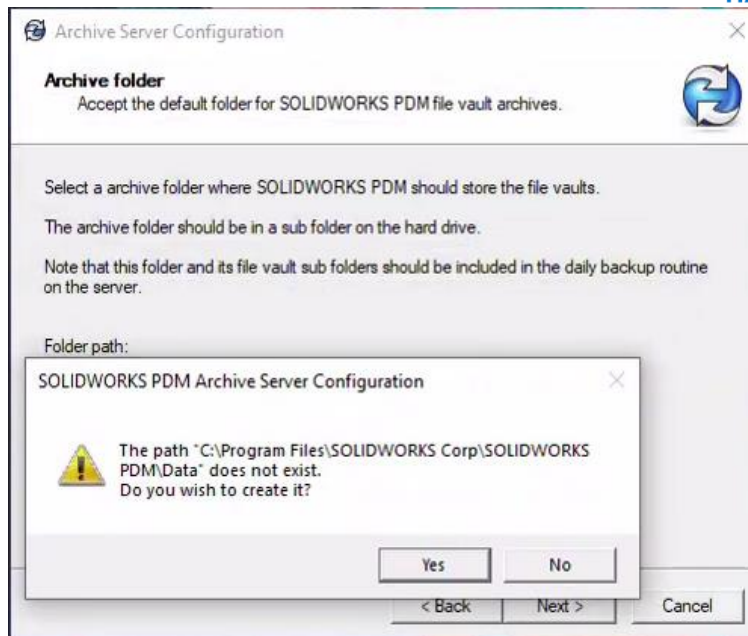 Archive Server Configuration
Archive folder
Accept the default folder for SOLIDWORKS PDM file vault archives.
Select a archive folder where SOLIDWORKS PDM should store the file vaults.
The archive folder should be in a sub folder on the hard drive.
Note that this folder and its file vault sub folders should be included in the daily backup routine
on the server.
Folder path:
SOLIDWORKS PDM Archive Server Configuration
The path "C:\Program Files\SOLIDWORKS Corp\SOLIDWORKS
PDM\Data" does not exist.
Do you wish to create it?
Yes No
< Back Next > Cancel